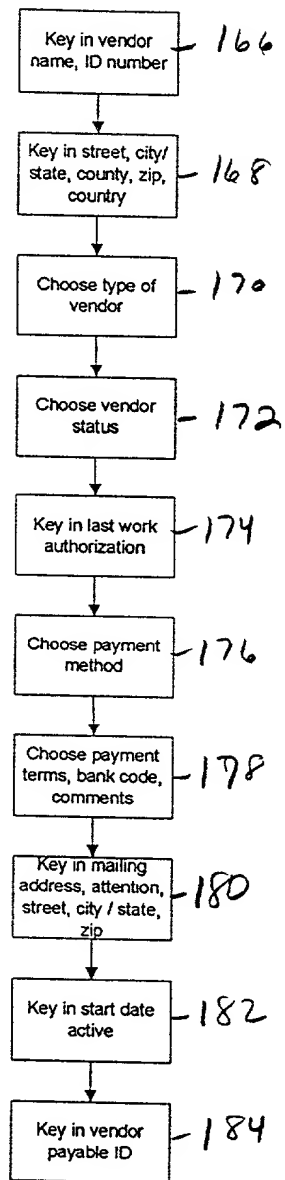 Key in vendor
name, ID number
166
Key in street, city/
state, county, zip,
country
168
Choose type of
vendor
170
Choose vendor
status
172
Key in last work
authorization
174
Choose payment
method
176
Choose payment
terms, bank code,
comments
178
Key in mailing
address, attention,
street, city / state,
zip
180
Key in start date
active
182
Key in vendor
payable ID
184